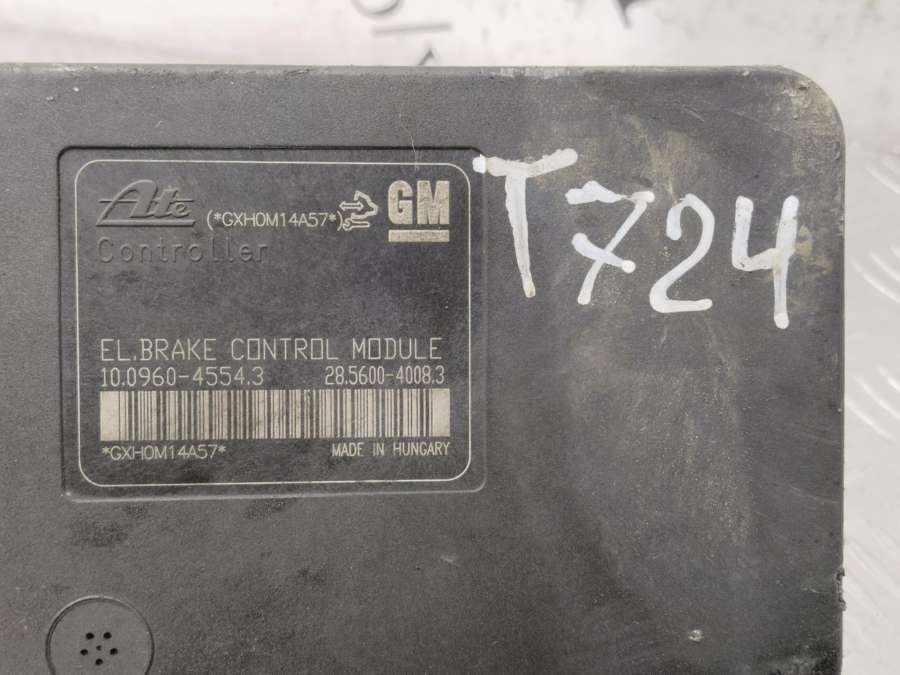 Ate (*GXHOM14A57*) GM
Controller
T724
EL.BRAKE CONTROL MODULE
10.0960-4554.3 28.5600-4008.3
*GXHOM14A57* MADE IN HUNGARY